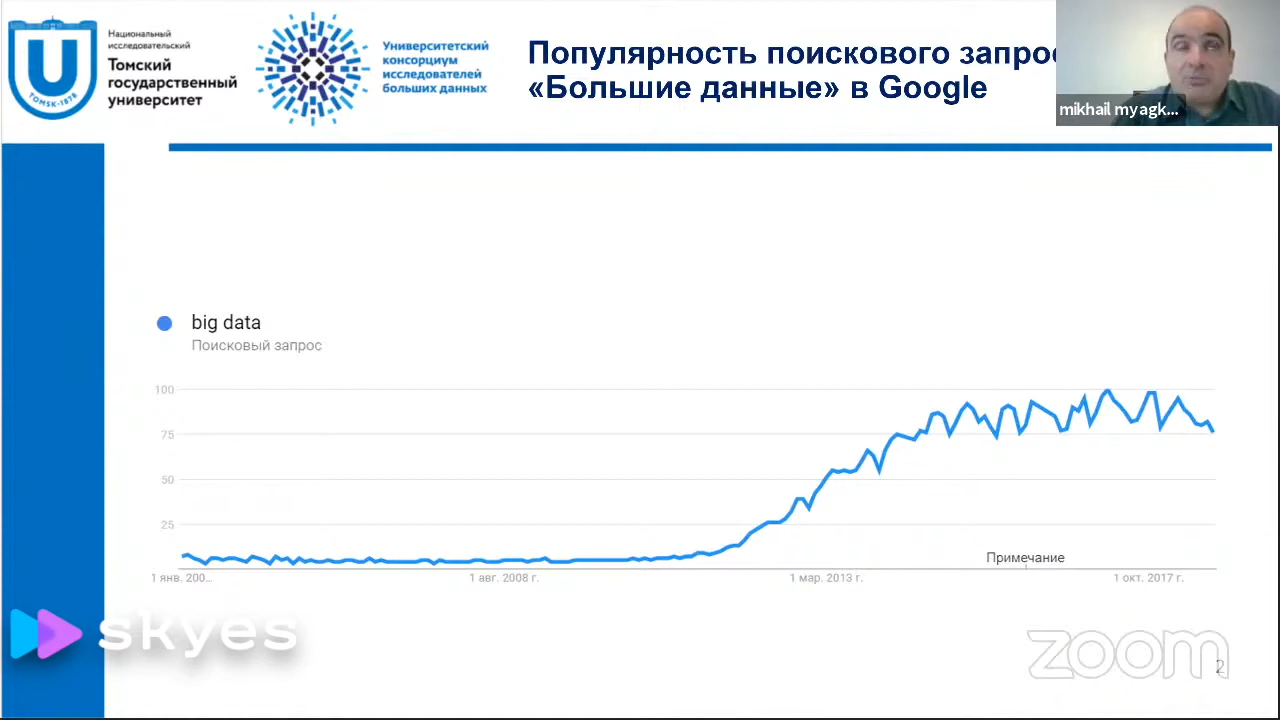 Национальный
исследовательский
Томский
государственный
университет
TOMSK-1878
Университетский
консорциум
исследователей
больших данных
Популярность поискового запрос
«Большие данные» в Google
mikhail myagk...
big data
Поисковый запрос
100
75
50
25
Примечание
1 янв. 200...
1 авг. 2008 г.
1 мар. 2013 г.
1 окт. 2017 г.
skyes
zoom
2